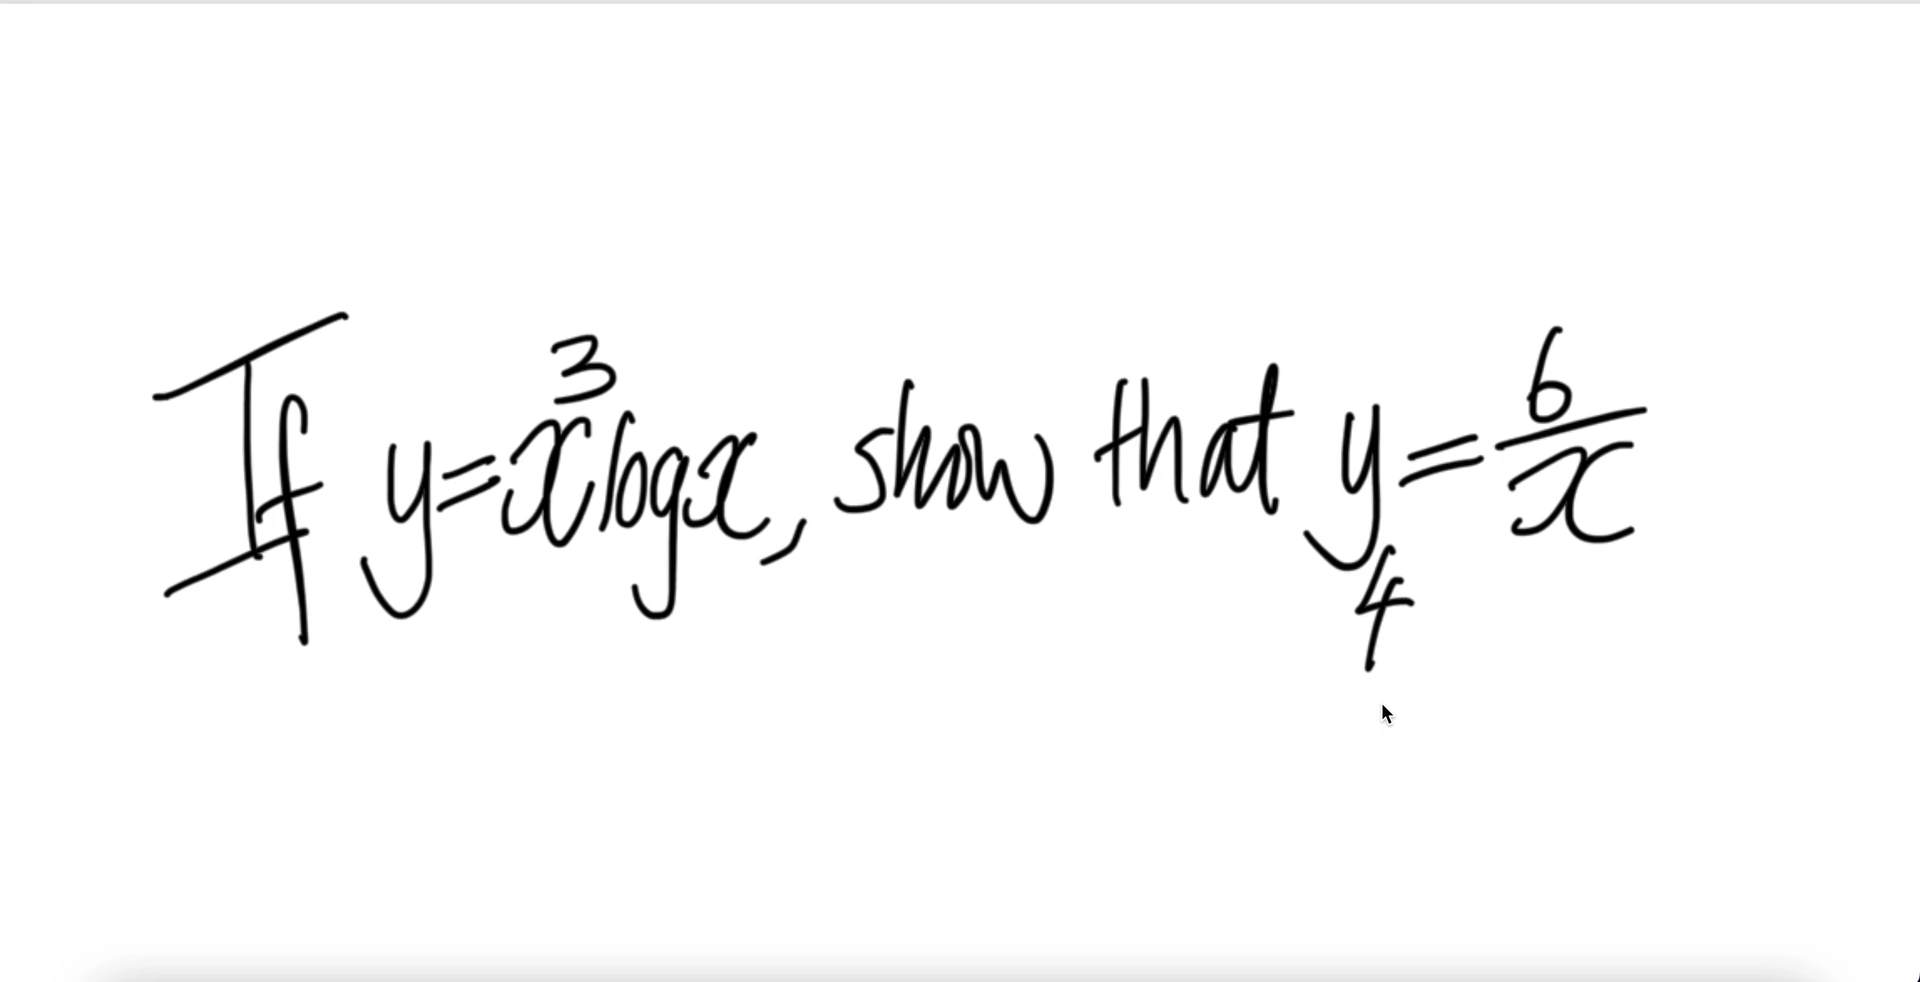 If y=x³logx, show that y₄=6/x